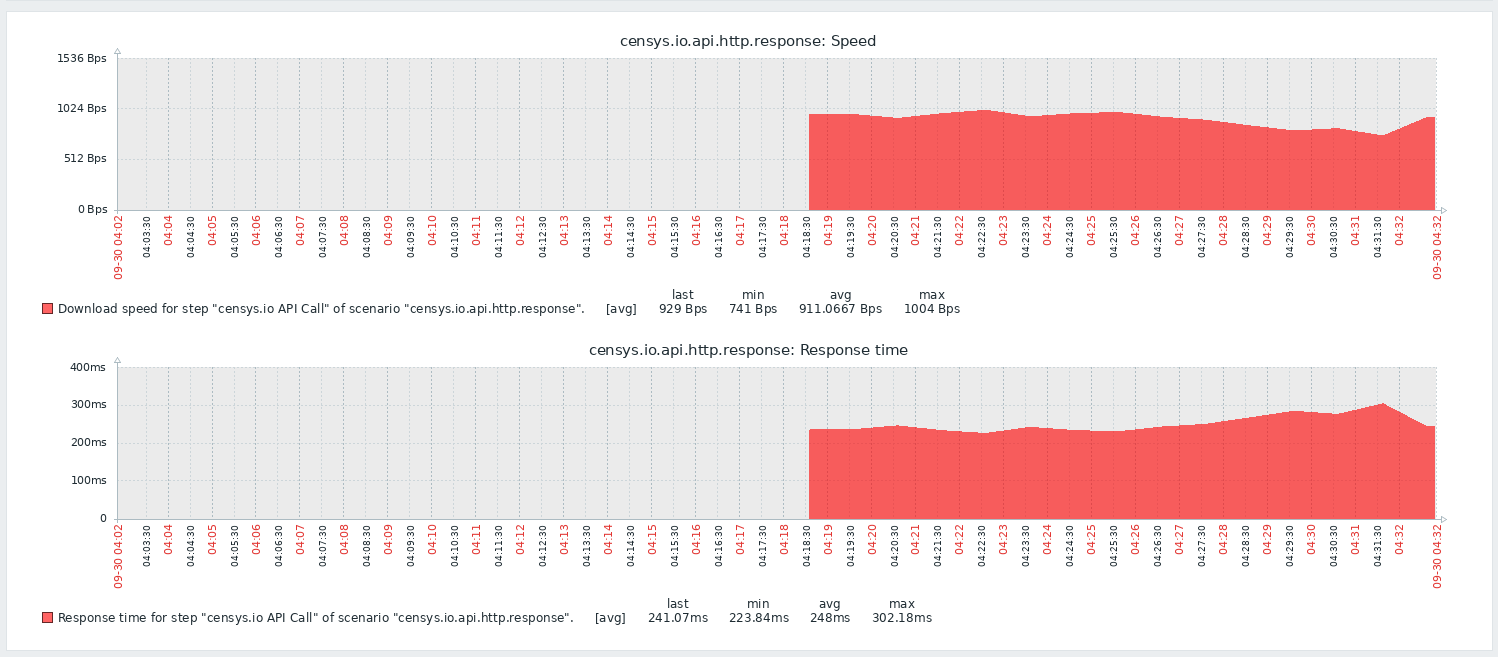 censys.io.api.http.response: Speed
1536 Bps
1024 Bps
512 Bps
0 Bps
09-30 04:02 04:03:30 04:04 04:04:30 04:05 04:05:30 04:06 04:06:30 04:07 04:07:30 04:08 04:08:30 04:09 04:09:30 04:10 04:10:30 04:11 04:11:30 04:12 04:12:30 04:13 04:13:30 04:14 04:14:30 04:15 04:15:30 04:16 04:16:30 04:17 04:17:30 04:18 04:18:30 04:19 04:19:30 04:20 04:20:30 04:21 04:21:30 04:22 04:22:30 04:23 04:23:30 04:24 04:24:30 04:25 04:25:30 04:26 04:26:30 04:27 04:27:30 04:28 04:28:30 04:29 04:29:30 04:30 04:30:30 04:31 04:31:30 04:32 09-30 04:32
last min avg max
Download speed for step "censys.io API Call" of scenario "censys.io.api.http.response". [avg] 929 Bps 741 Bps 911.0667 Bps 1004 Bps
censys.io.api.http.response: Response time
400ms
300ms
200ms
100ms
0
09-30 04:02 04:03:30 04:04 04:04:30 04:05 04:05:30 04:06 04:06:30 04:07 04:07:30 04:08 04:08:30 04:09 04:09:30 04:10 04:10:30 04:11 04:11:30 04:12 04:12:30 04:13 04:13:30 04:14 04:14:30 04:15 04:15:30 04:16 04:16:30 04:17 04:17:30 04:18 04:18:30 04:19 04:19:30 04:20 04:20:30 04:21 04:21:30 04:22 04:22:30 04:23 04:23:30 04:24 04:24:30 04:25 04:25:30 04:26 04:26:30 04:27 04:27:30 04:28 04:28:30 04:29 04:29:30 04:30 04:30:30 04:31 04:31:30 04:32 09-30 04:32
last min avg max
Response time for step "censys.io API Call" of scenario "censys.io.api.http.response". [avg] 241.07ms 223.84ms 248ms 302.18ms